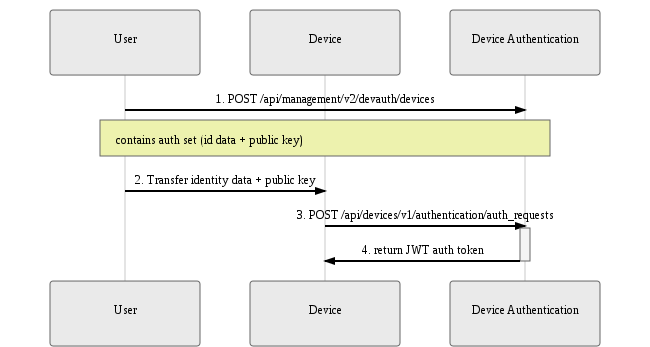 User
Device
Device Authentication
1. POST /api/management/v2/devauth/devices
contains auth set (id data + public key)
2. Transfer identity data + public key
3. POST /api/devices/v1/authentication/auth_requests
4. return JWT auth token
User
Device
Device Authentication